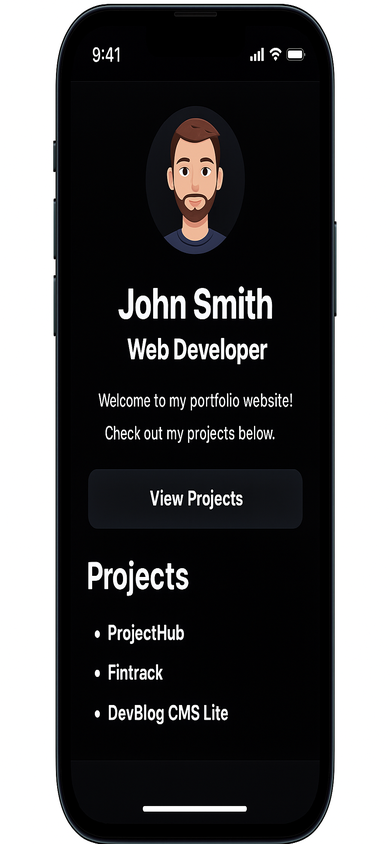 9:41
John Smith
Web Developer
Welcome to my portfolio website!
Check out my projects below.
View Projects
Projects
• ProjectHub
• Fintrack
• DevBlog CMS Lite